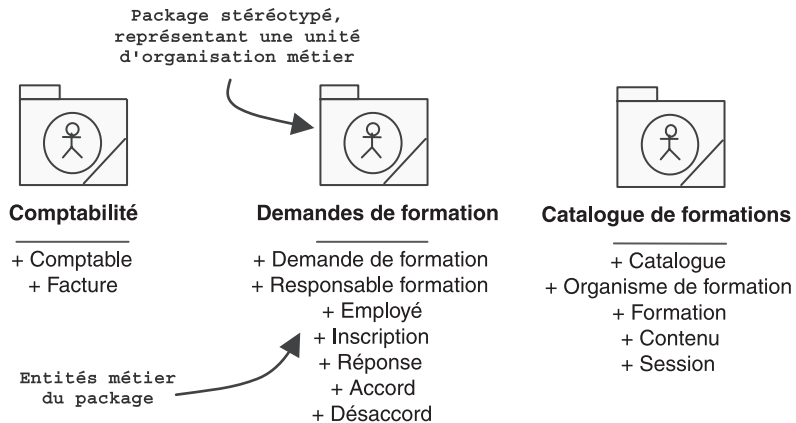 Package stéréotypé,
représentant une unité
d'organisation métier
Comptabilité
+ Comptable
+ Facture
Demandes de formation
+ Demande de formation
+ Responsable formation
+ Employé
+ Inscription
+ Réponse
+ Accord
+ Désaccord
Catalogue de formations
+ Catalogue
+ Organisme de formation
+ Formation
+ Contenu
+ Session
Entités métier
du package